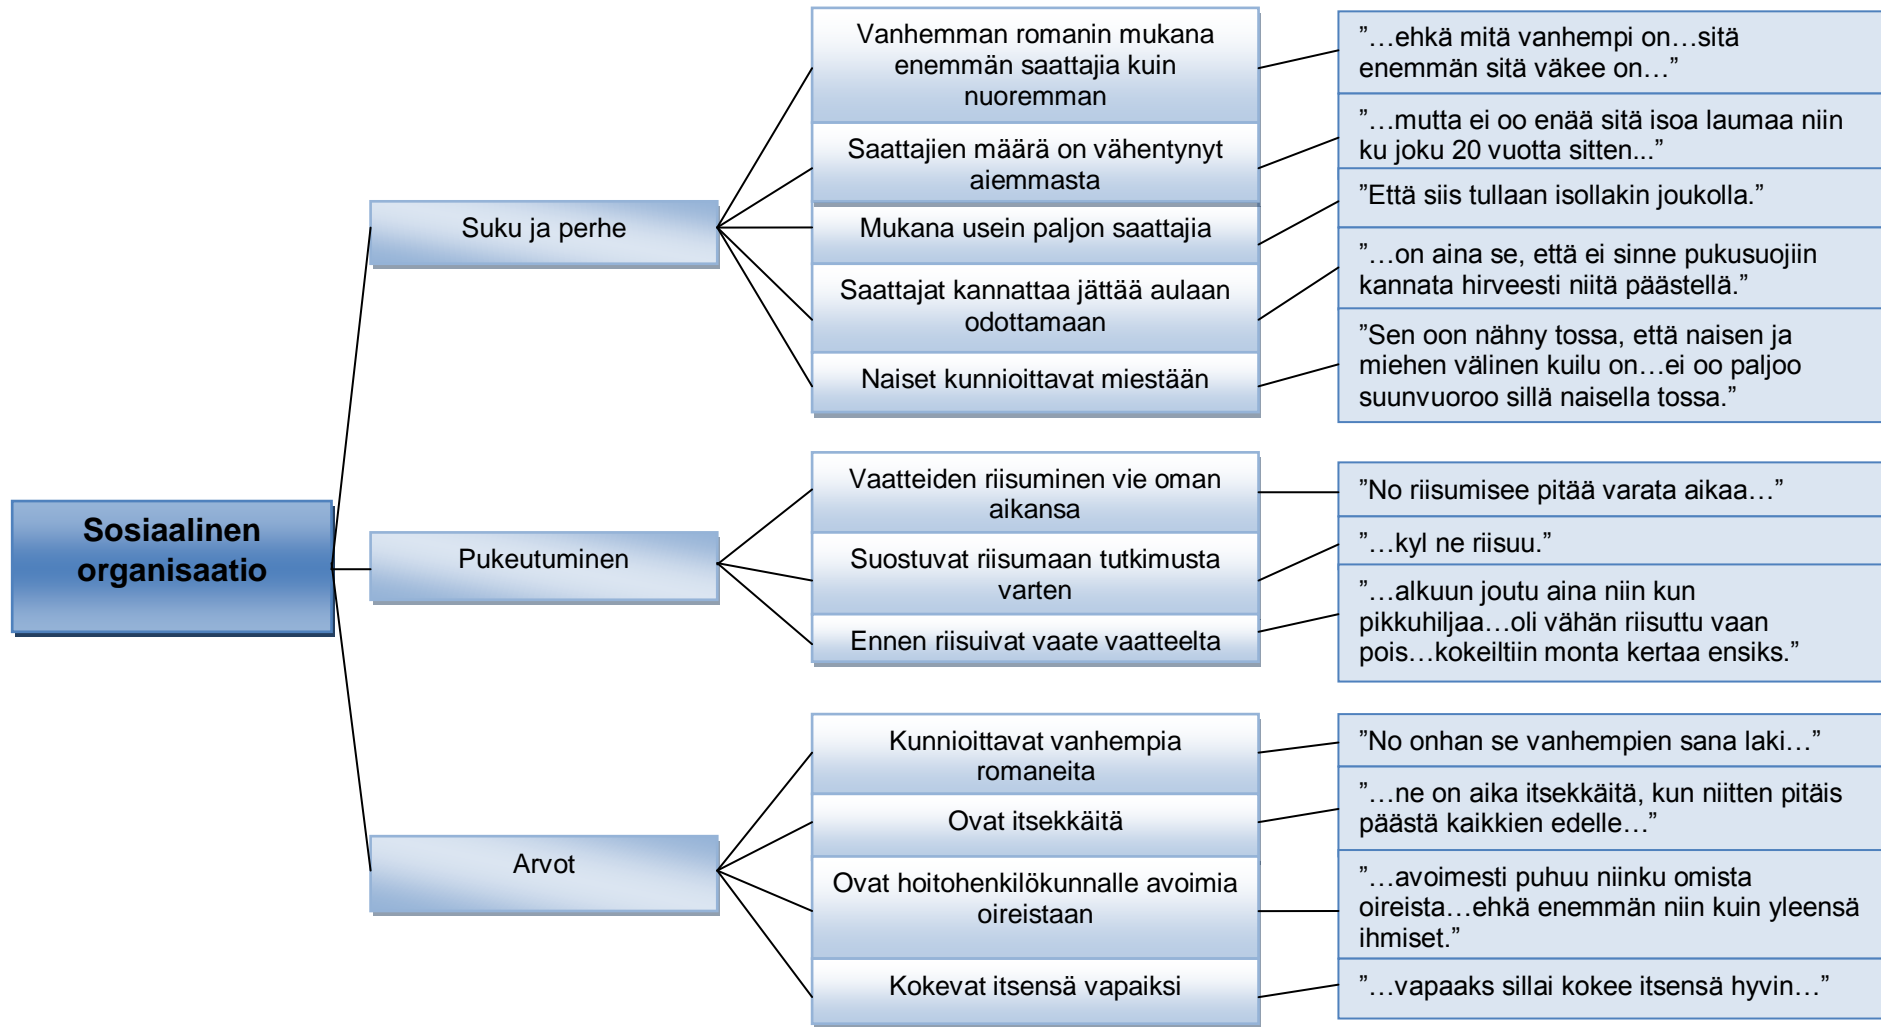 Sosiaalinen
organisaatio
Suku ja perhe
Vanhemman romanin mukana
enemmän saattajia kuin
nuoremman
”…ehkä mitä vanhempi on…sitä
enemmän sitä väkee on…”
Saattajien määrä on vähentynyt
aiemmasta
”…mutta ei oo enää sitä isoa laumaa niin
ku joku 20 vuotta sitten...”
Mukana usein paljon saattajia
”Että siis tullaan isollakin joukolla.”
Saattajat kannattaa jättää aulaan
odottamaan
”…on aina se, että ei sinne pukusuojiin
kannata hirveesti niitä päästellä.”
Naiset kunnioittavat miestään
”Sen oon nähny tossa, että naisen ja
miehen välinen kuilu on…ei oo paljoo
suunvuoroo sillä naisella tossa.”
Pukeutuminen
Vaatteiden riisuminen vie oman
aikansa
”No riisumisee pitää varata aikaa…”
Suostuvat riisumaan tutkimusta
varten
”…kyl ne riisuu.”
Ennen riisuivat vaate vaatteelta
”…alkuun joutu aina niin kun
pikkuhiljaa…oli vähän riisuttu vaan
pois…kokeiltiin monta kertaa ensiks.”
Arvot
Kunnioittavat vanhempia
romaneita
”No onhan se vanhempien sana laki…”
Ovat itsekkäitä
”…ne on aika itsekkäitä, kun niitten pitäis
päästä kaikkien edelle…”
Ovat hoitohenkilökunnalle avoimia
oireistaan
”…avoimesti puhuu niinku omista
oireista…ehkä enemmän niin kuin yleensä
ihmiset.”
Kokevat itsensä vapaiksi
”…vapaaks sillai kokee itsensä hyvin…”